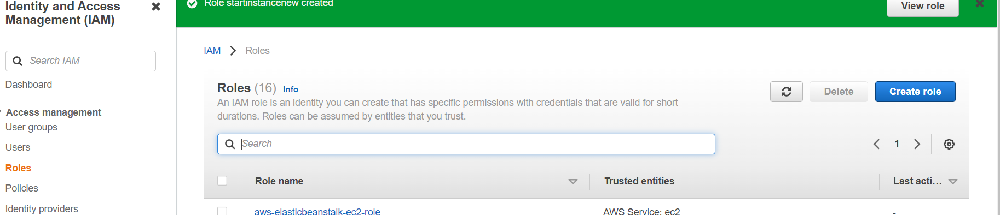 Identity and Access
Management (IAM)
Search IAM
Dashboard
Access management
User groups
Users
Roles
Policies
Identity providers
Role startinstancenew created
View role
IAM > Roles
Roles (16) Info
An IAM role is an identity you can create that has specific permissions with credentials that are valid for short
durations. Roles can be assumed by entities that you trust.
Delete
Create role
Search
1
Role name Trusted entities Last acti...
aws-elasticbeanstalk-ec2-role AWS Service: ec2 -